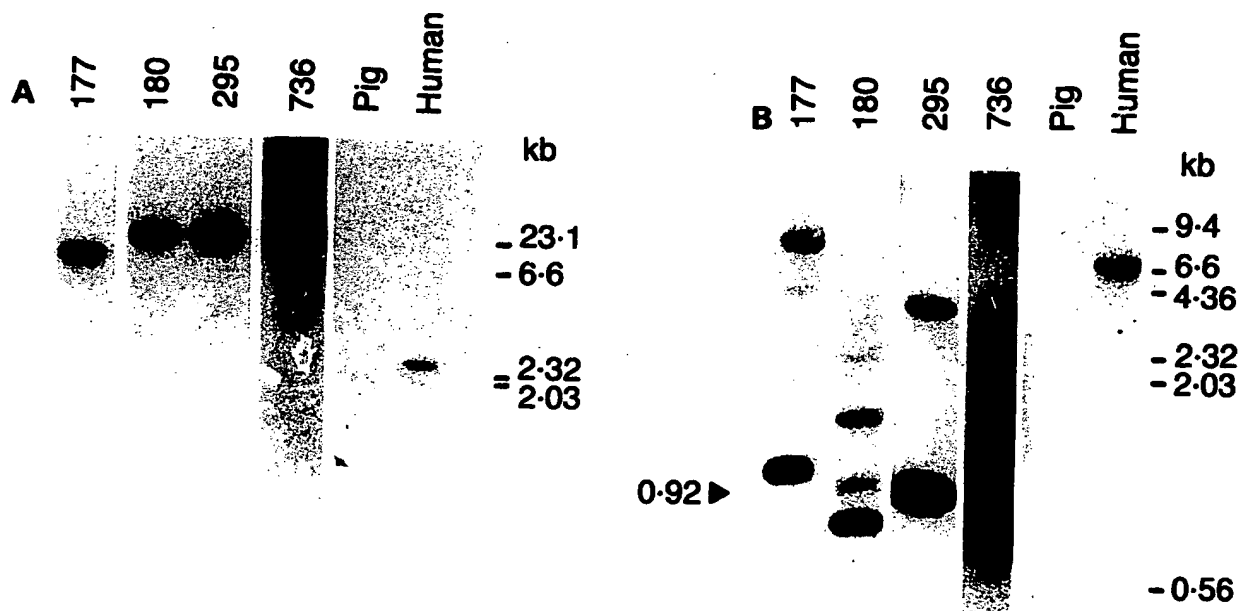 A 177 180 295 736 Pig Human
kb
- 23·1
- 6·6
= 2·32
2·03
B 177 180 295 736 Pig Human
kb
- 9·4
- 6·6
- 4·36
- 2·32
- 2·03
0·92
- 0·56